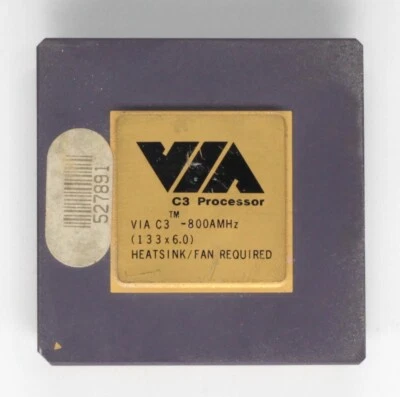 VIA
C3 Processor
VIA C3™ -800AMHz
(133x6.0)
HEATSINK/FAN REQUIRED
527891